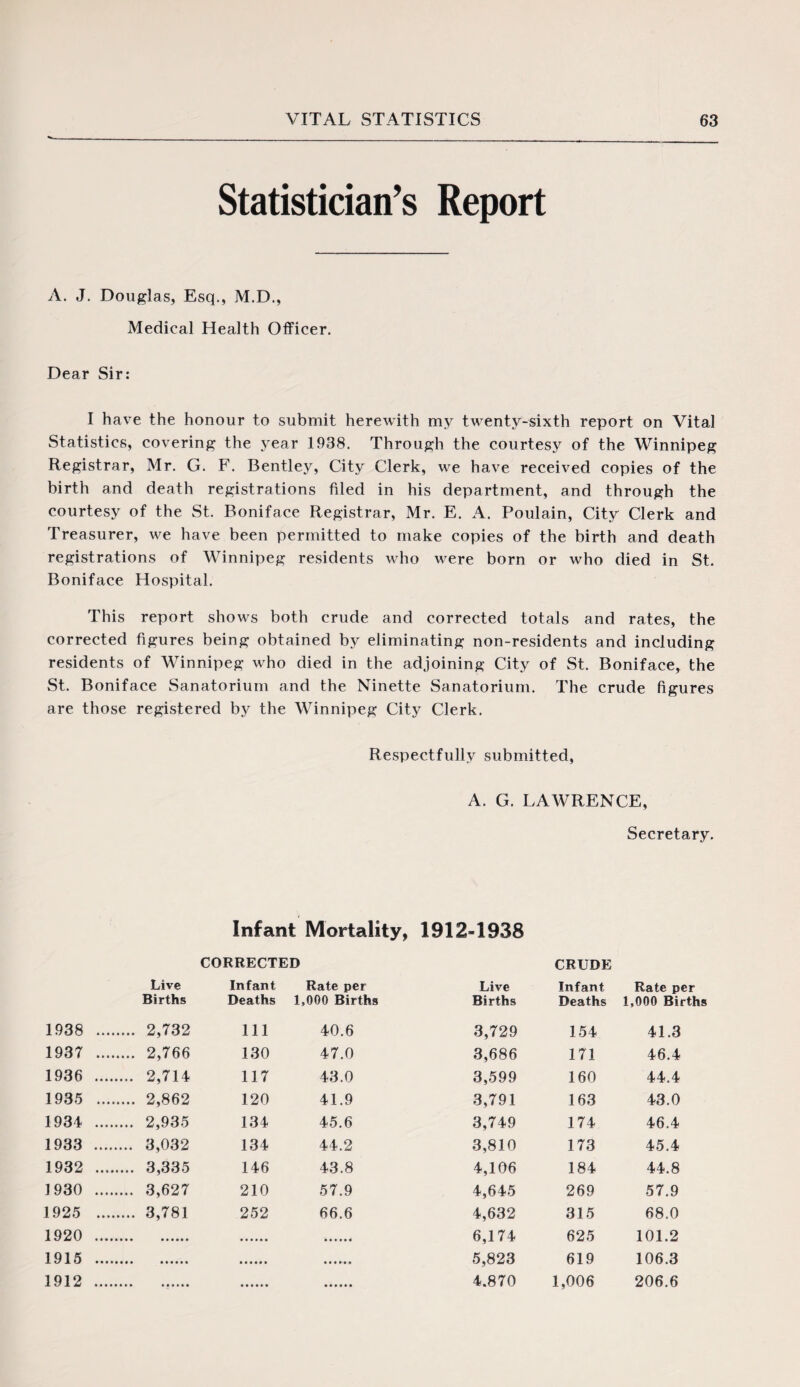 VITAL STATISTICS 63
Statistician’s Report
A. J. Douglas, Esq., M.D.,
Medical Health Officer.
Dear Sir:
I have the honour to submit herewith my twenty-sixth report on Vital
Statistics, covering the year 1938. Through the courtesy of the Winnipeg
Registrar, Mr. G. F. Bentley, City Clerk, we have received copies of the
birth and death registrations filed in his department, and through the
courtesy of the St. Boniface Registrar, Mr. E. A. Poulain, City Clerk and
Treasurer, we have been permitted to make copies of the birth and death
registrations of Winnipeg residents who were born or who died in St.
Boniface Hospital.
This report shows both crude and corrected totals and rates, the
corrected figures being obtained by eliminating non-residents and including
residents of Winnipeg who died in the adjoining City of St. Boniface, the
St. Boniface Sanatorium and the Ninette Sanatorium. The crude figures
are those registered by the Winnipeg City Clerk.
Respectfully submitted,
A. G. LAWRENCE,
Secretary.
Infant Mortality, 1912-1938
CORRECTED CRUDE
Live Infant Rate per Live Infant Rate per
Births Deaths 1,000 Births Births Deaths 1,000 Births
1938 ........ 2,732 111 40.6 3,729 154 41.3
1937 ........ 2,766 130 47.0 3,686 171 46.4
1936 ........ 2,714 117 43.0 3,599 160 44.4
1935 ........ 2,862 120 41.9 3,791 163 43.0
1934 ........ 2,935 134 45.6 3,749 174 46.4
1933 ........ 3,032 134 44.2 3,810 173 45.4
1932 ........ 3,335 146 43.8 4,106 184 44.8
1930 ........ 3,627 210 57.9 4,645 269 57.9
1925 ........ 3,781 252 66.6 4,632 315 68.0
1920 ........ ...... ...... ...... 6,174 625 101.2
1915 ........ ...... ...... ...... 5,823 619 106.3
1912 ........ ...... ...... ...... 4.870 1,006 206.6